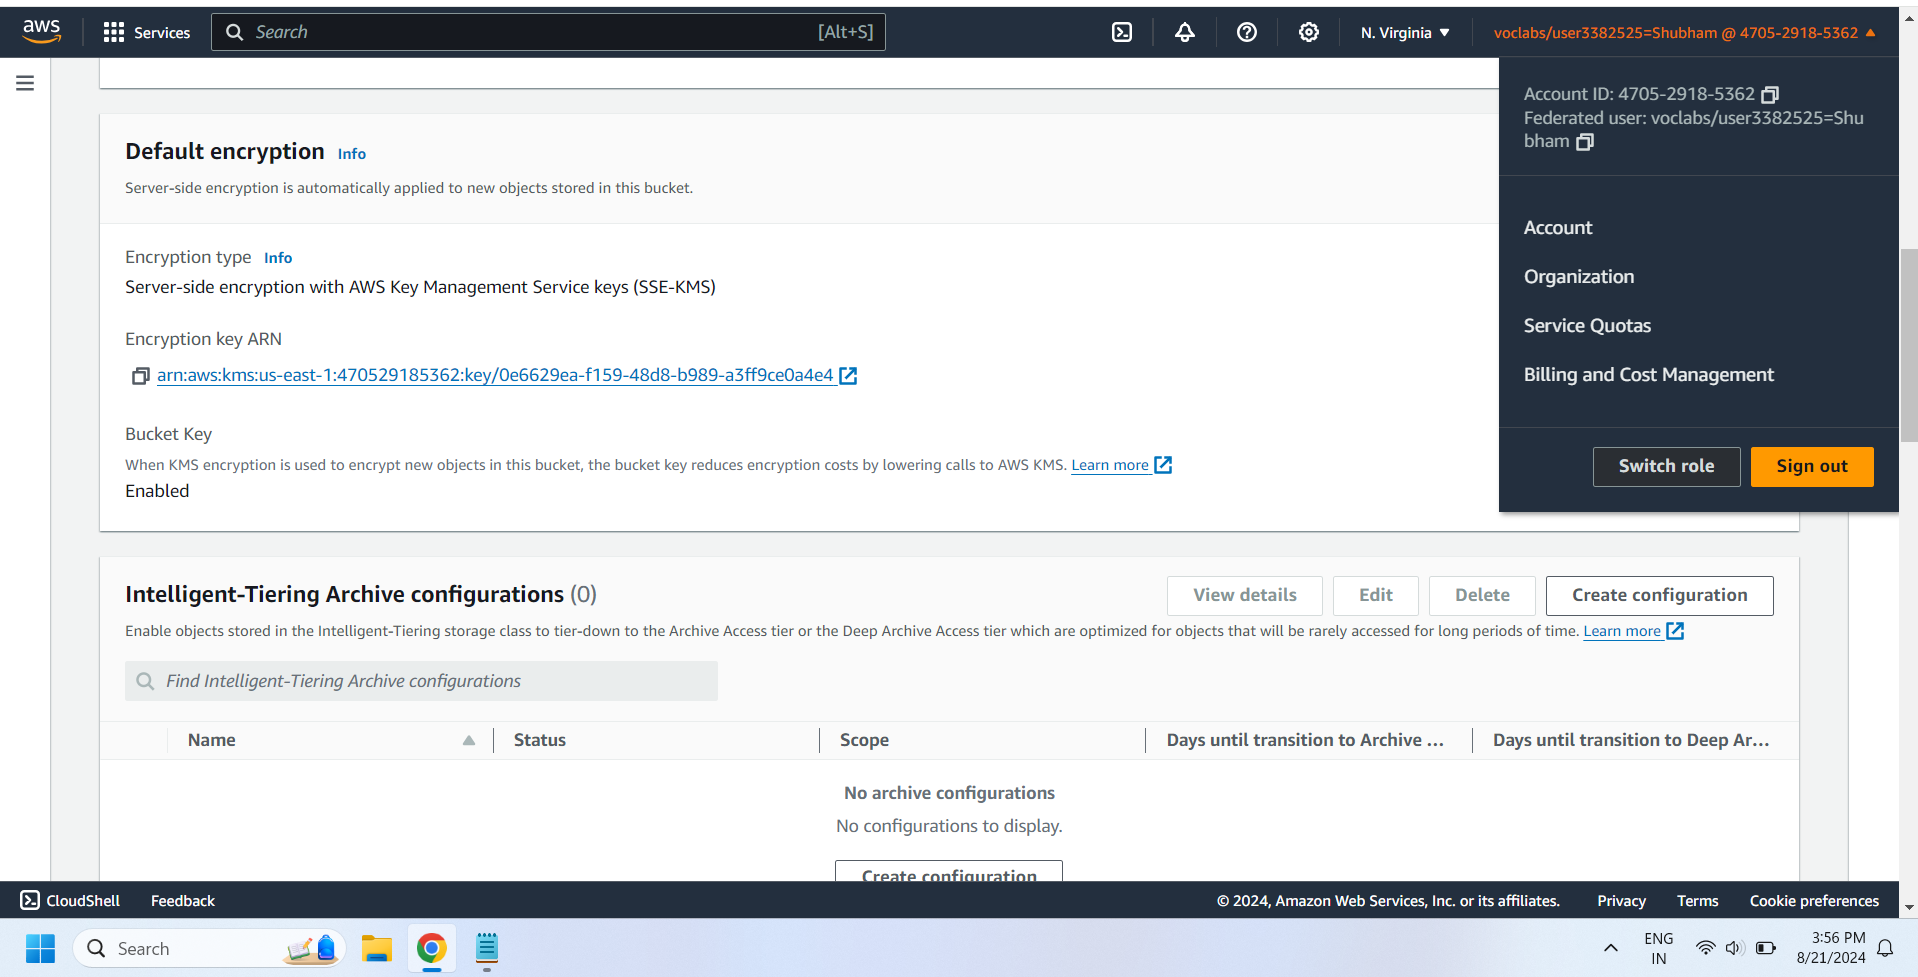 aws
Services
Search
[Alt+S]
N. Virginia
voclabs/user3382525=Shubham @ 4705-2918-5362
Account ID: 4705-2918-5362
Federated user: voclabs/user3382525=Shu
bham
Account
Organization
Service Quotas
Billing and Cost Management
Switch role
Sign out
Default encryption Info
Server-side encryption is automatically applied to new objects stored in this bucket.
Encryption type Info
Server-side encryption with AWS Key Management Service keys (SSE-KMS)
Encryption key ARN
arn:aws:kms:us-east-1:470529185362:key/0e6629ea-f159-48d8-b989-a3ff9ce0a4e4
Bucket Key
When KMS encryption is used to encrypt new objects in this bucket, the bucket key reduces encryption costs by lowering calls to AWS KMS. Learn more
Enabled
Intelligent-Tiering Archive configurations (0)
View details
Edit
Delete
Create configuration
Enable objects stored in the Intelligent-Tiering storage class to tier-down to the Archive Access tier or the Deep Archive Access tier which are optimized for objects that will be rarely accessed for long periods of time. Learn more
Find Intelligent-Tiering Archive configurations
Name
Status
Scope
Days until transition to Archive ...
Days until transition to Deep Ar...
No archive configurations
No configurations to display.
Create configuration
CloudShell
Feedback
© 2024, Amazon Web Services, Inc. or its affiliates.
Privacy
Terms
Cookie preferences
Search
ENG
IN
3:56 PM
8/21/2024